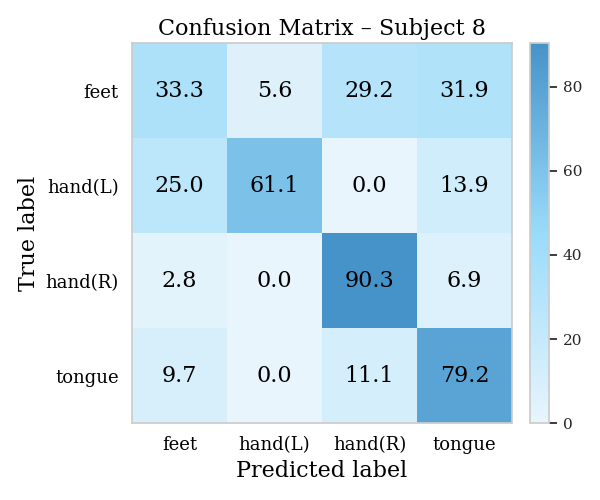 Confusion Matrix – Subject 8
True label
feet 33.3 5.6 29.2 31.9
hand(L) 25.0 61.1 0.0 13.9
hand(R) 2.8 0.0 90.3 6.9
tongue 9.7 0.0 11.1 79.2
feet hand(L) hand(R) tongue
Predicted label
80
60
40
20
0